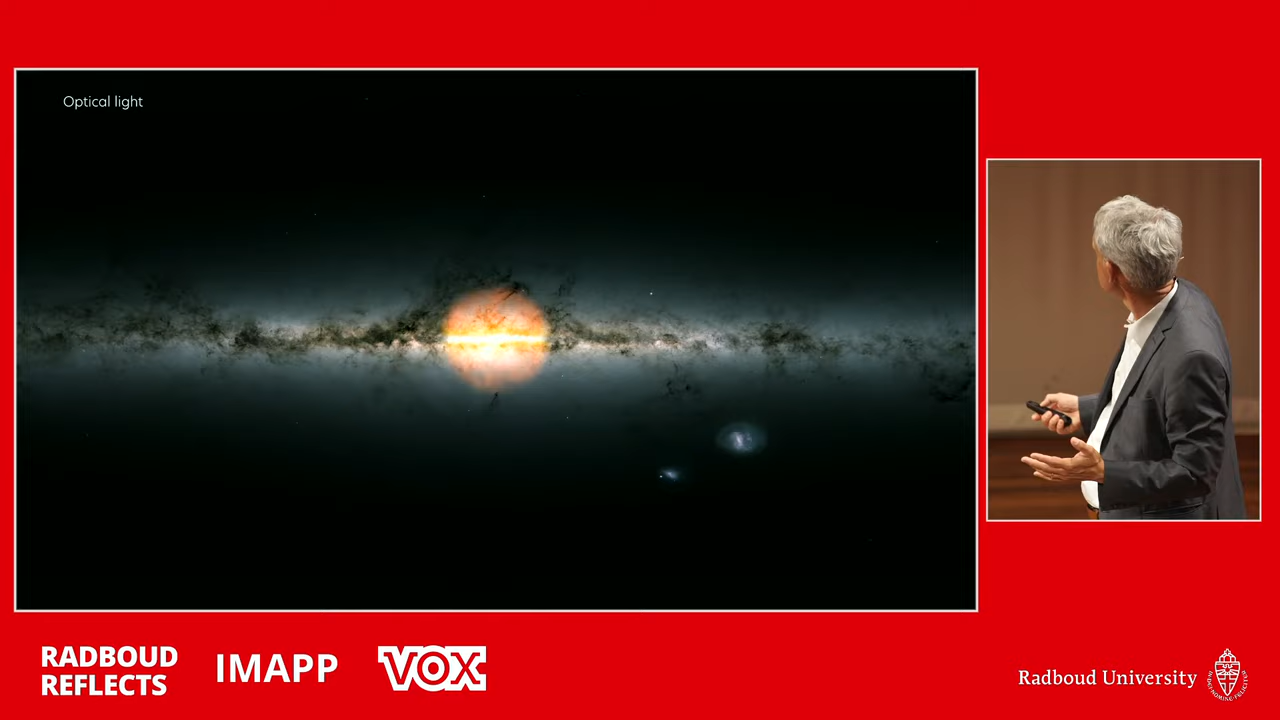 Optical light
RADBOUD
REFLECTS
IMAPP
VOX
Radboud University